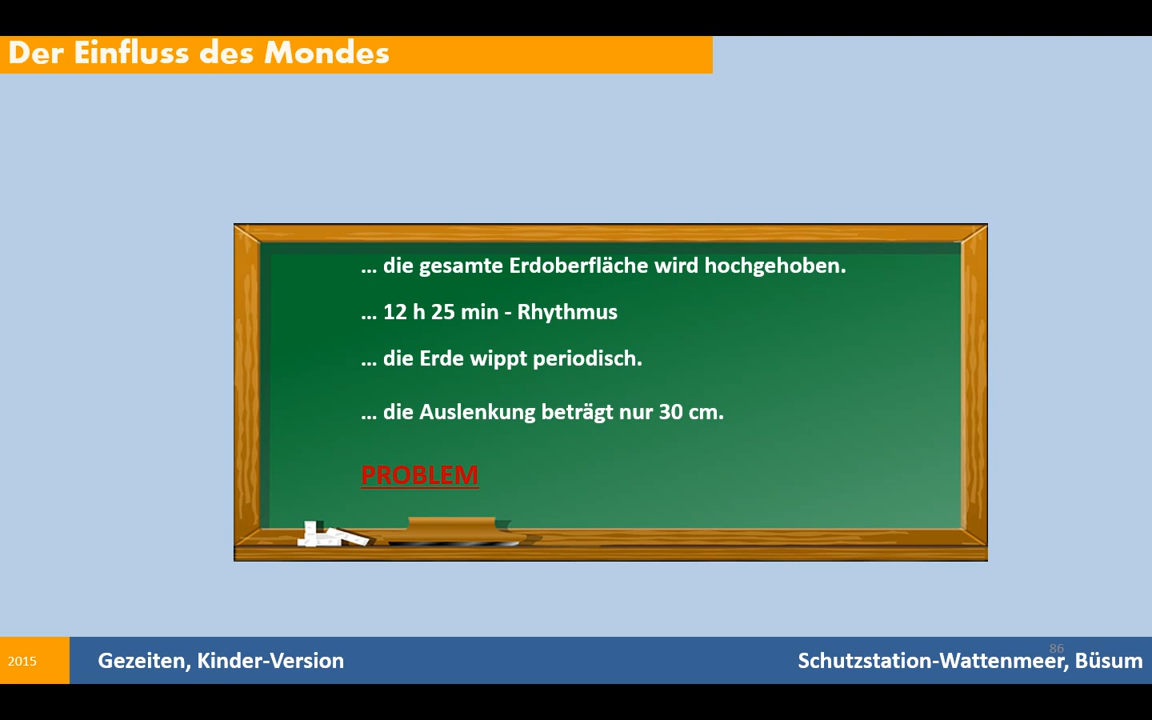 Der Einfluss des Mondes
... die gesamte Erdoberfläche wird hochgehoben.
... 12 h 25 min - Rhythmus
... die Erde wippt periodisch.
... die Auslenkung beträgt nur 30 cm.
PROBLEM
2015
Gezeiten, Kinder-Version
86
Schutzstation-Wattenmeer, Büsum